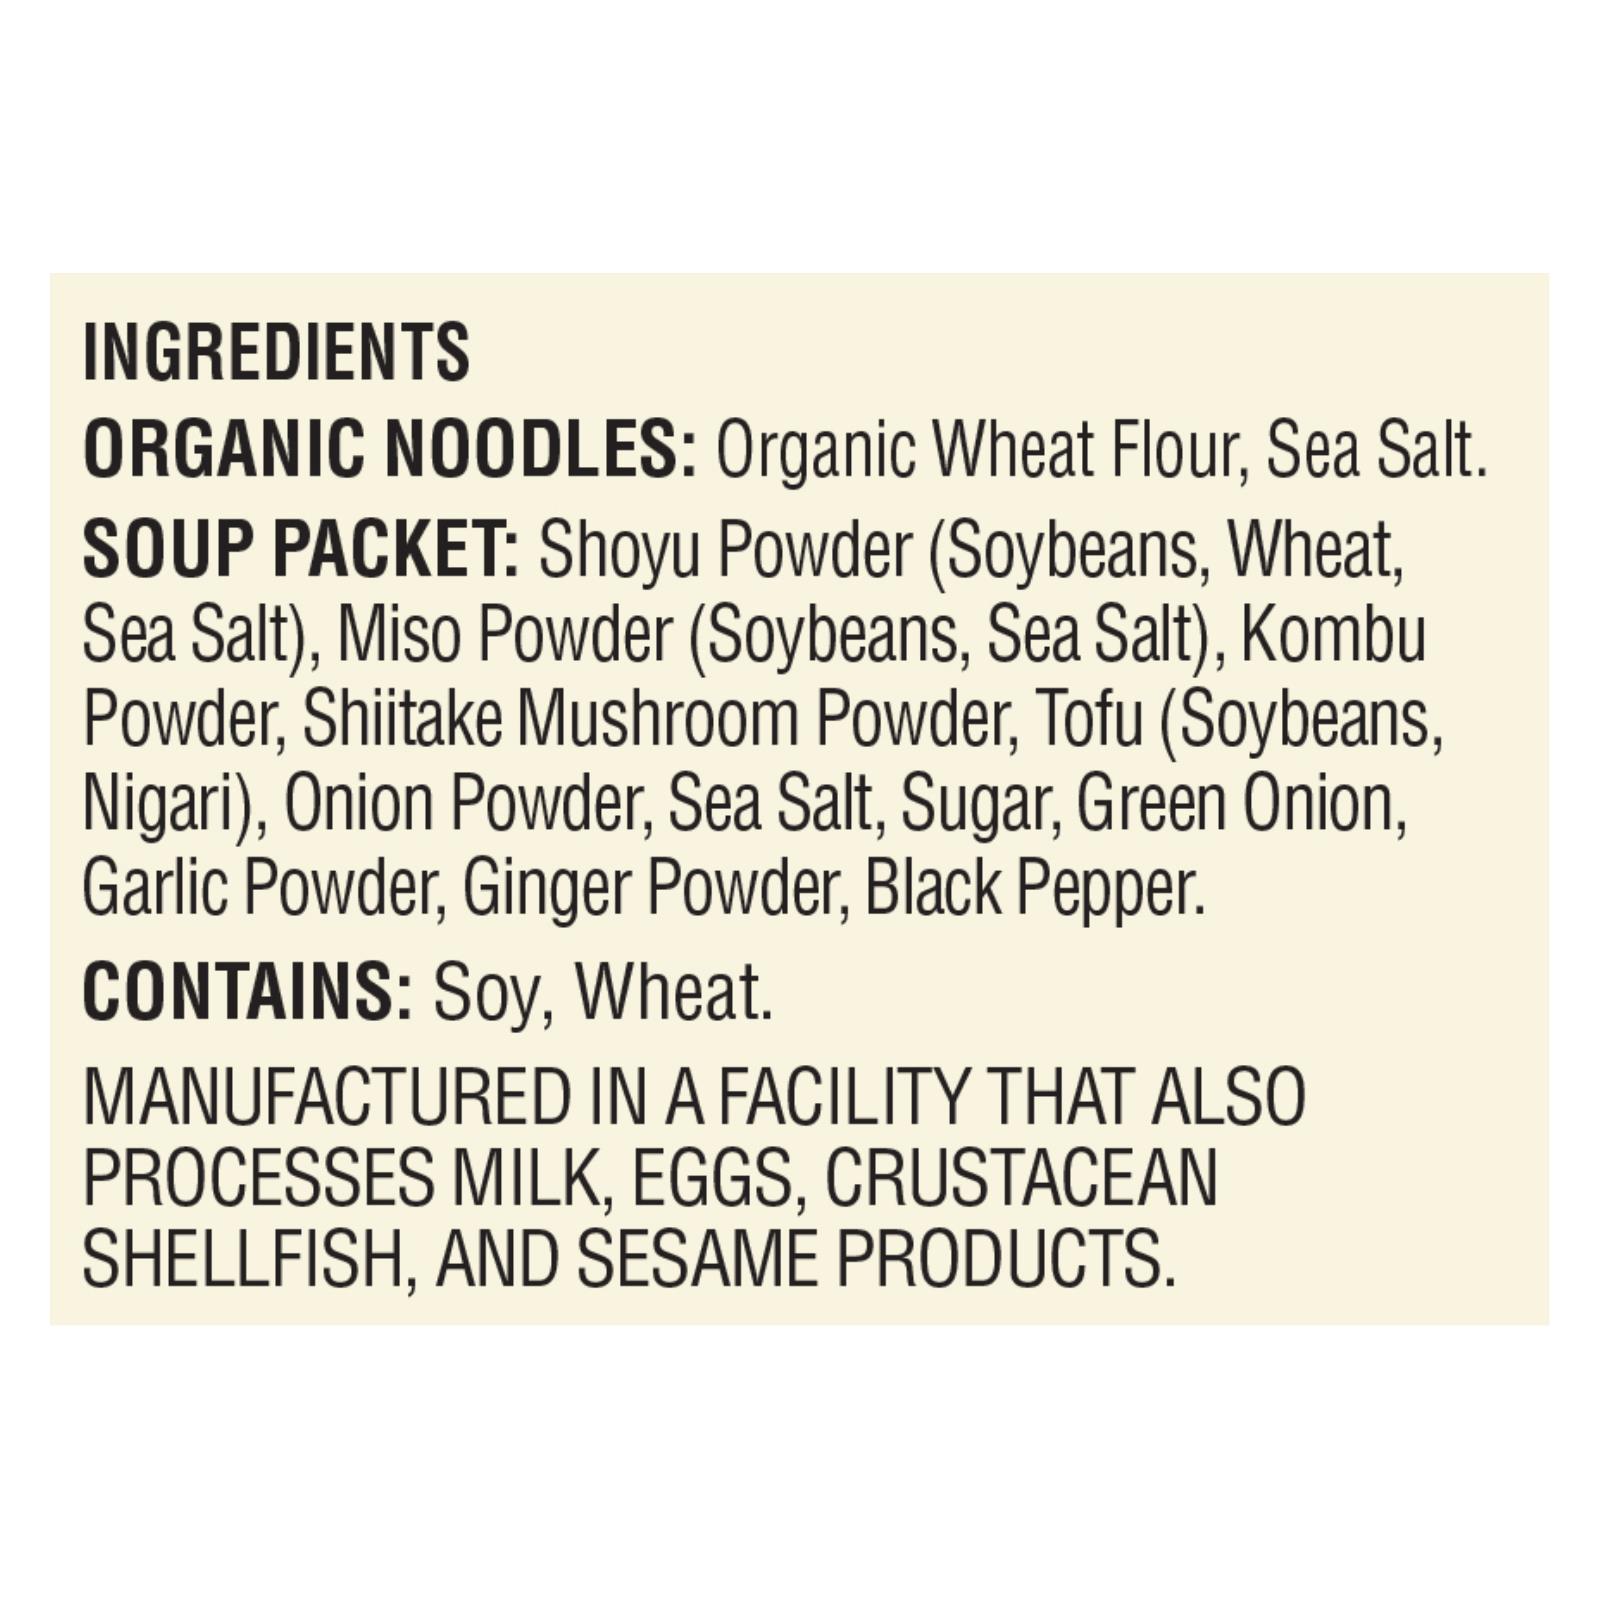 INGREDIENTS
ORGANIC NOODLES: Organic Wheat Flour, Sea Salt.
SOUP PACKET: Shoyu Powder (Soybeans, Wheat,
Sea Salt), Miso Powder (Soybeans, Sea Salt), Kombu
Powder, Shiitake Mushroom Powder, Tofu (Soybeans,
Nigari), Onion Powder, Sea Salt, Sugar, Green Onion,
Garlic Powder, Ginger Powder, Black Pepper.
CONTAINS: Soy, Wheat.
MANUFACTURED IN A FACILITY THAT ALSO
PROCESSES MILK, EGGS, CRUSTACEAN
SHELLFISH, AND SESAME PRODUCTS.